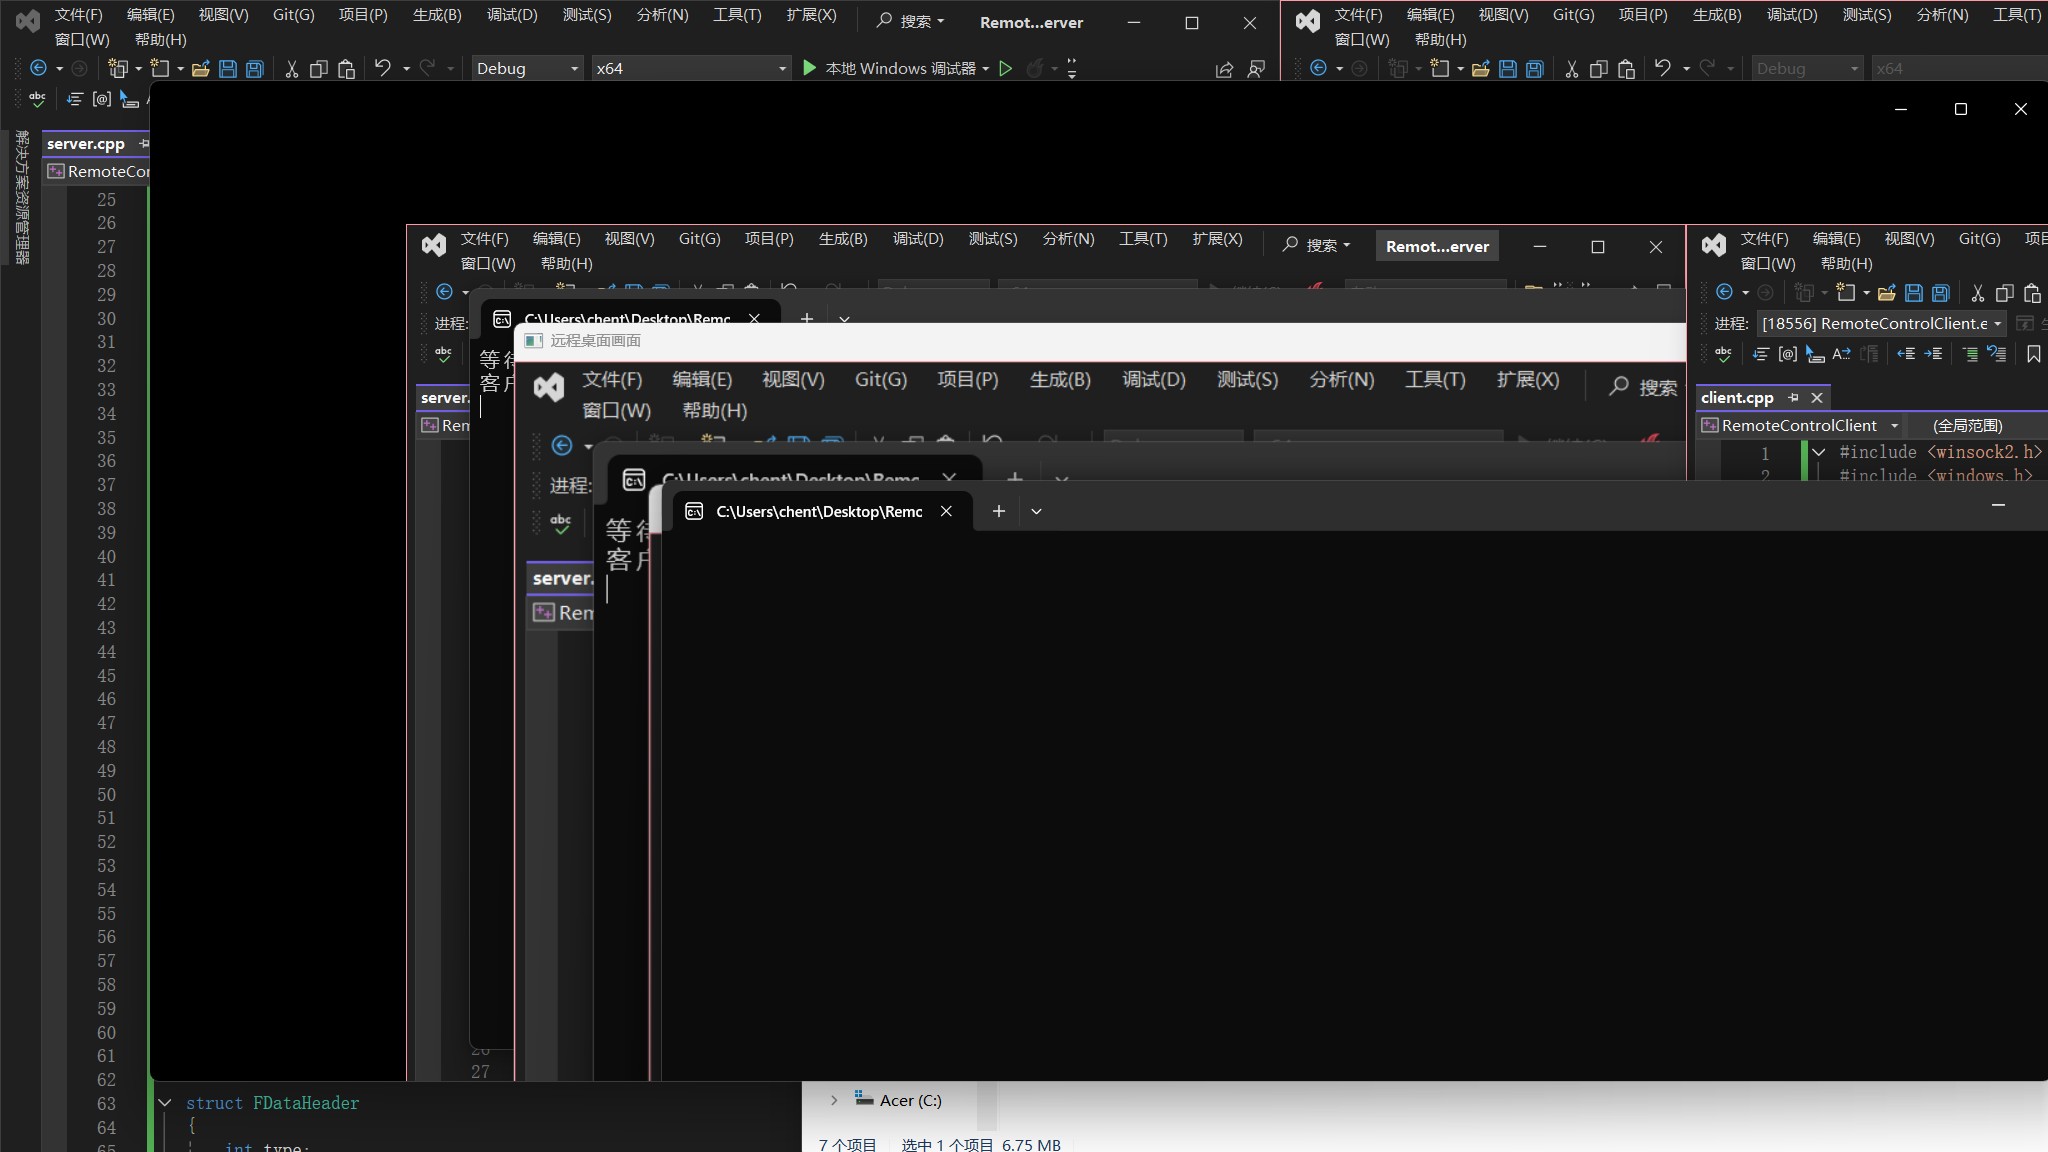 文件(F) 编辑(E) 视图(V) Git(G) 项目(P) 生成(B) 调试(D) 测试(S) 分析(N) 工具(T) 扩展(X) 搜索 Remot...erver
窗口(W) 帮助(H)
Debug x64 本地 Windows 调试器
文件(F) 编辑(E) 视图(V) Git(G) 项目(P) 生成(B) 调试(D) 测试(S) 分析(N) 工具(T)
窗口(W) 帮助(H)
Debug x64
abc
解决方案资源管理器
server.cpp
RemoteCon
25
26
27
28
29
30
31
32
33
34
35
36
37
38
39
40
41
42
43
44
45
46
47
48
49
50
51
52
53
54
55
56
57
58
59
60
61
62
63 struct FDataHeader
64 {
65 int type;
文件(F) 编辑(E) 视图(V) Git(G) 项目(P) 生成(B) 调试(D) 测试(S) 分析(N) 工具(T) 扩展(X) 搜索 Remot...erver
窗口(W) 帮助(H)
进程:
abc
server.
Rem
C:\Users\chent\Desktop\Remc
等待
客户
26
27
远程桌面画面
文件(F) 编辑(E) 视图(V) Git(G) 项目(P) 生成(B) 调试(D) 测试(S) 分析(N) 工具(T) 扩展(X) 搜索
窗口(W) 帮助(H)
进程:
abc
server.
Rem
C:\Users\chent\Desktop\Remc
等待
客户
C:\Users\chent\Desktop\Remc
文件(F) 编辑(E) 视图(V) Git(G) 项目
窗口(W) 帮助(H)
进程: [18556] RemoteControlClient.e
abc
client.cpp
RemoteControlClient (全局范围)
1 #include <winsock2.h>
2 #include <windows.h>
Acer (C:)
7 个项目 选中 1 个项目 6.75 MB